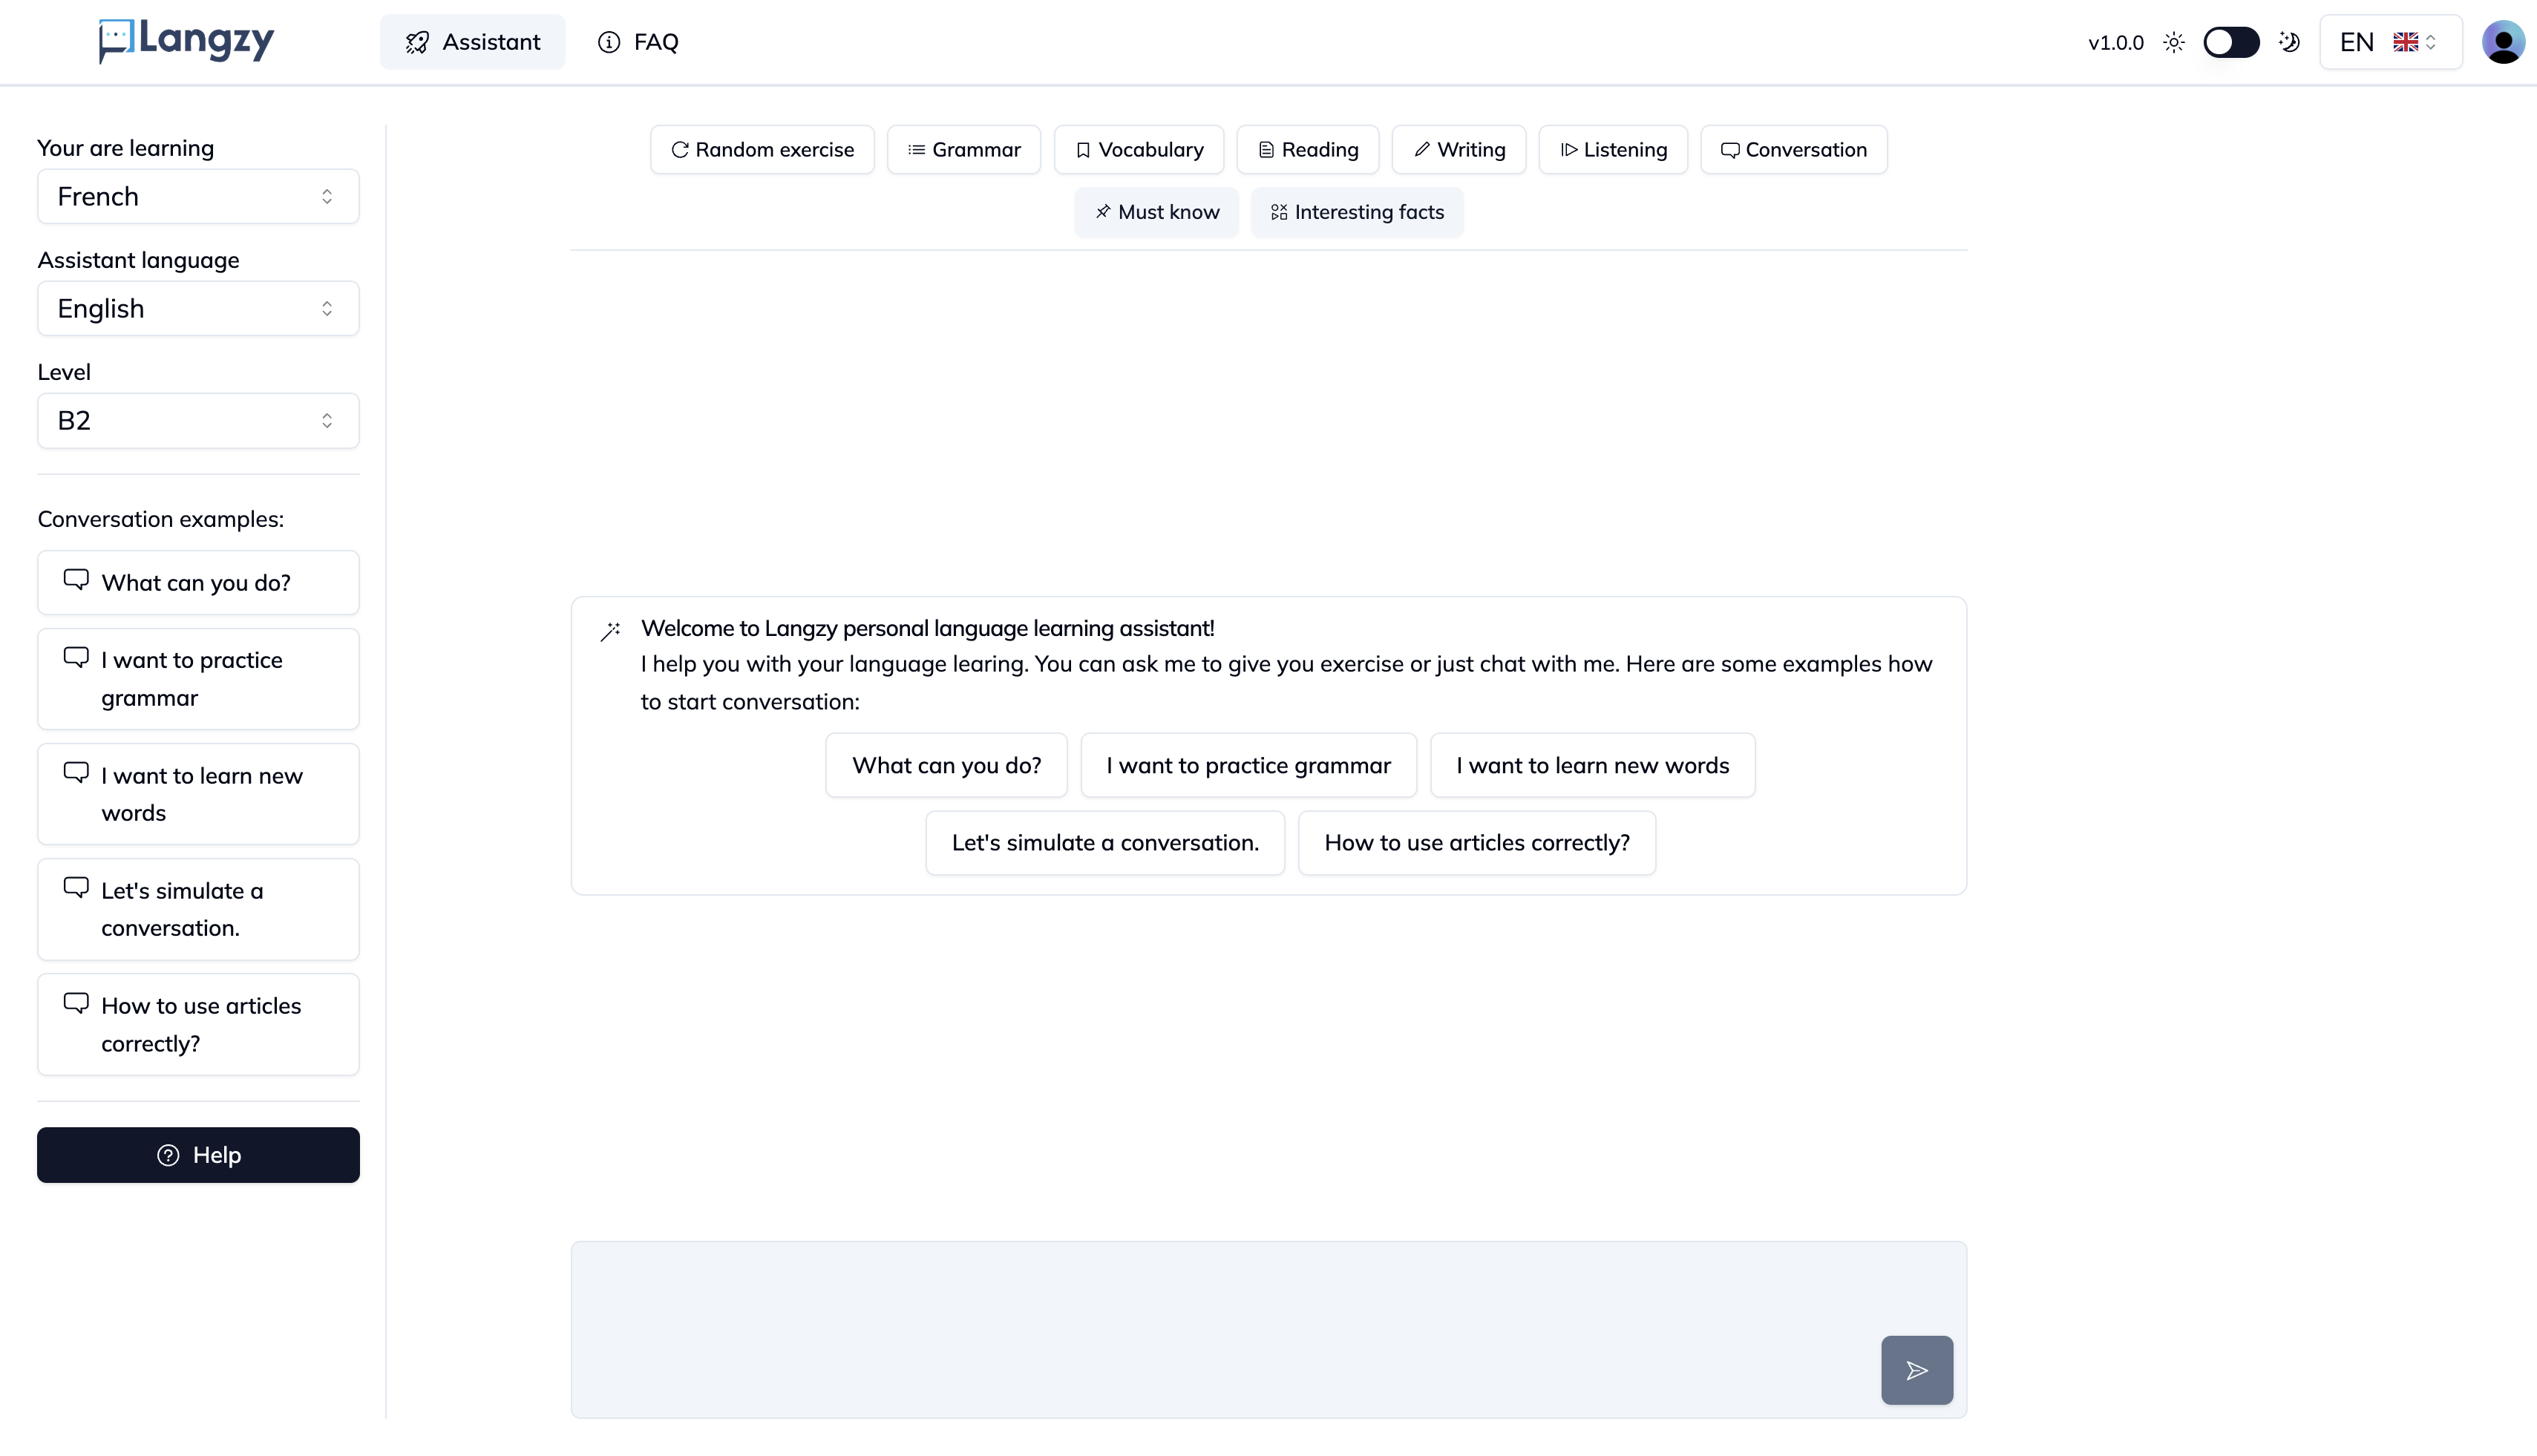 Langzy
Assistant
FAQ
v1.0.0
EN
Your are learning
French
Assistant language
English
Level
B2
Conversation examples:
What can you do?
I want to practice
grammar
I want to learn new
words
Let's simulate a
conversation.
How to use articles
correctly?
Help
Random exercise
Grammar
Vocabulary
Reading
Writing
Listening
Conversation
Must know
Interesting facts
Welcome to Langzy personal language learning assistant!
I help you with your language learing. You can ask me to give you exercise or just chat with me. Here are some examples how
to start conversation:
What can you do?
I want to practice grammar
I want to learn new words
Let's simulate a conversation.
How to use articles correctly?